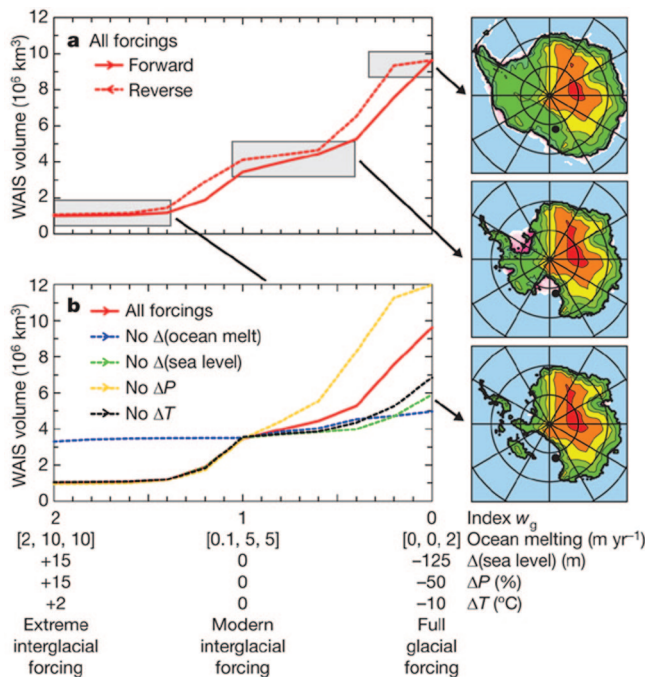 a All forcings
Forward
Reverse
WAIS volume (10⁶ km³)
12
10
8
6
4
2
0
b All forcings
No Δ(ocean melt)
No Δ(sea level)
No ΔP
No ΔT
WAIS volume (10⁶ km³)
12
10
8
6
4
2
0
2 1 0 Index wg
[2, 10, 10] [0.1, 5, 5] [0, 0, 2] Ocean melting (m yr⁻¹)
+15 0 −125 Δ(sea level) (m)
+15 0 −50 ΔP (%)
+2 0 −10 ΔT (ºC)
Extreme Modern Full
interglacial interglacial glacial
forcing forcing forcing